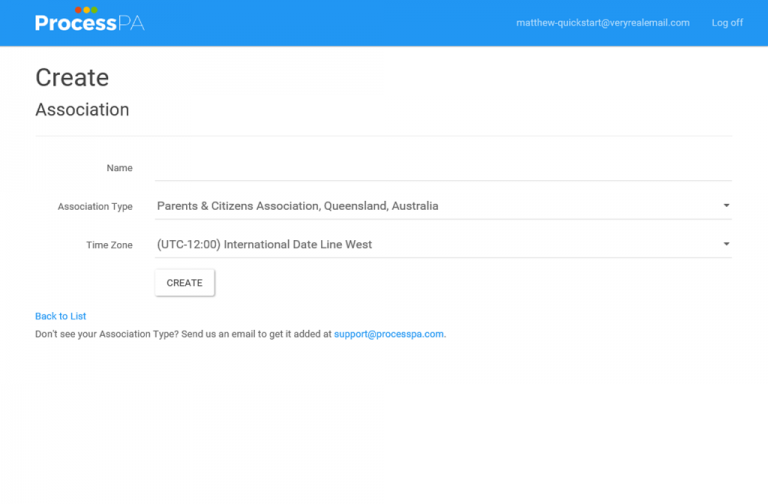 ProcessPA
matthew-quickstart@veryrealemail.com Log off
Create
Association
Name
Association Type Parents & Citizens Association, Queensland, Australia
Time Zone (UTC-12:00) International Date Line West
CREATE
Back to List
Don't see your Association Type? Send us an email to get it added at support@processpa.com.